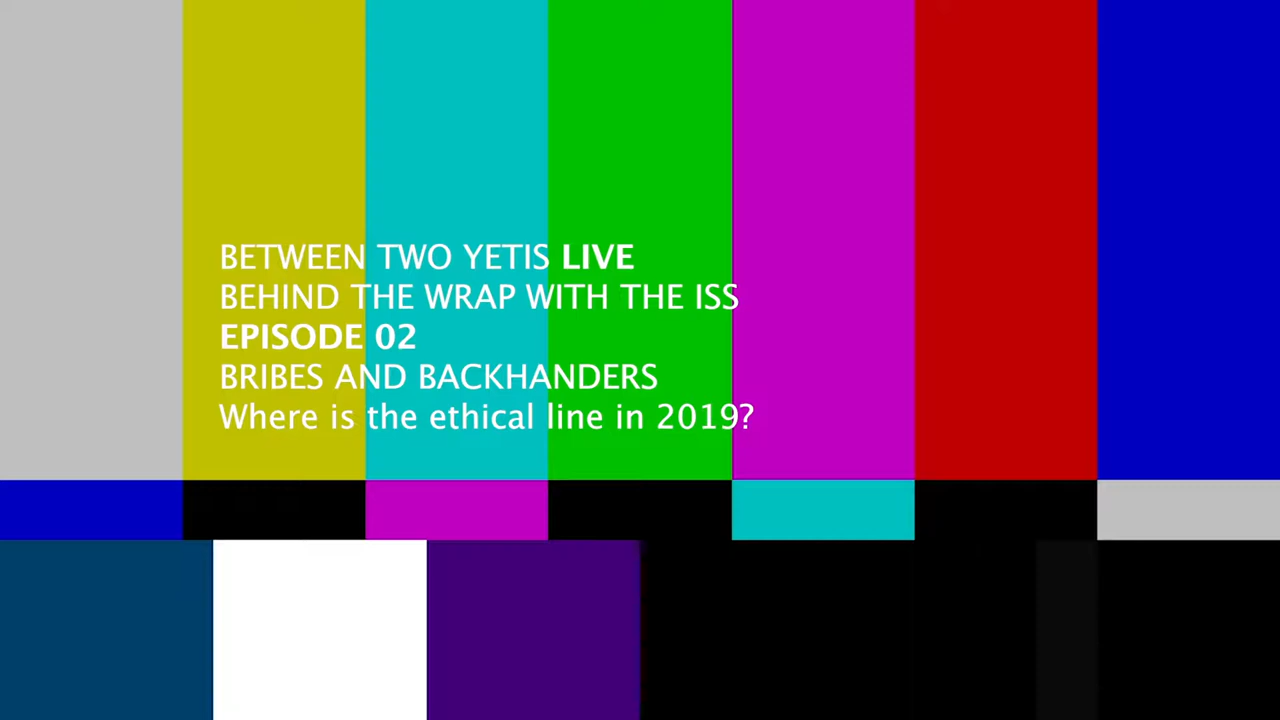 BETWEEN TWO YETIS LIVE
BEHIND THE WRAP WITH THE ISS
EPISODE 02
BRIBES AND BACKHANDERS
Where is the ethical line in 2019?